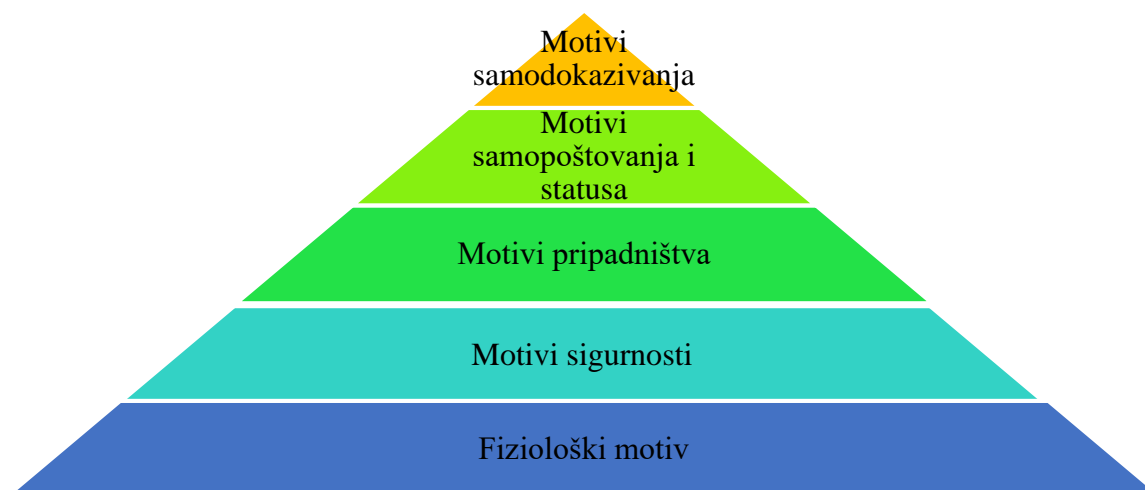 Motivi
samodokazivanja
Motivi
samopoštovanja i
statusa
Motivi pripadništva
Motivi sigurnosti
Fiziološki motiv